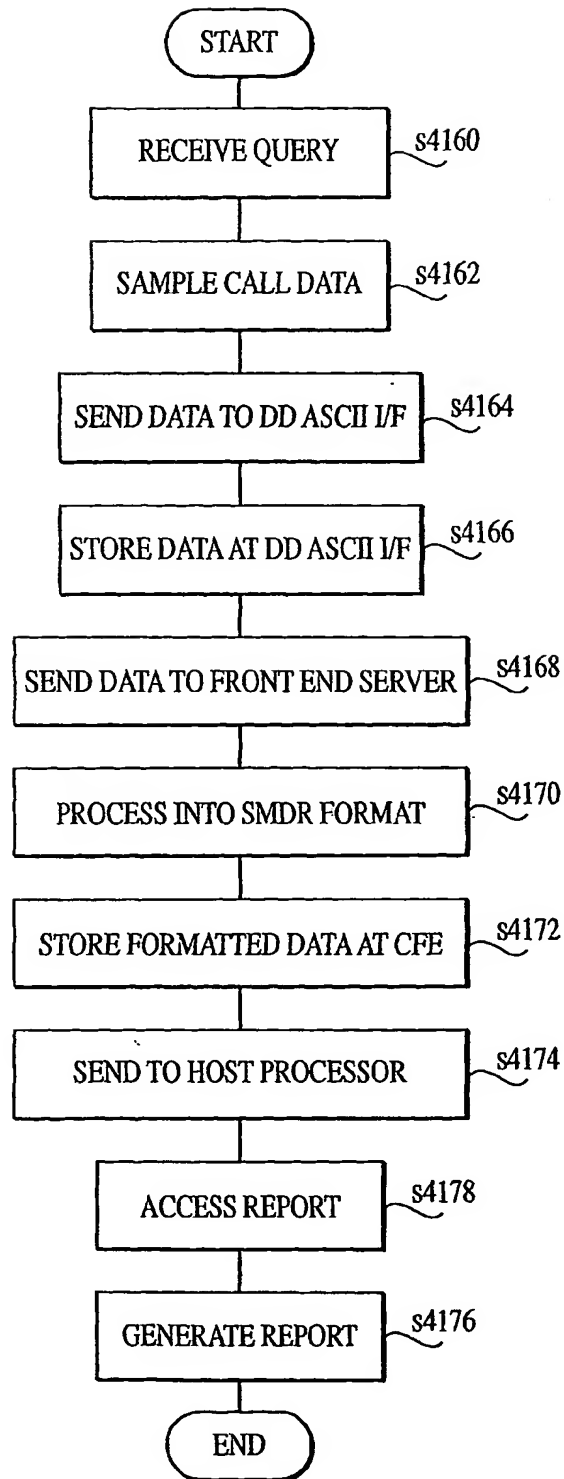 START
RECEIVE QUERY
s4160
SAMPLE CALL DATA
s4162
SEND DATA TO DD ASCII I/F
s4164
STORE DATA AT DD ASCII I/F
s4166
SEND DATA TO FRONT END SERVER
s4168
PROCESS INTO SMDR FORMAT
s4170
STORE FORMATTED DATA AT CFE
s4172
SEND TO HOST PROCESSOR
s4174
ACCESS REPORT
s4178
GENERATE REPORT
s4176
END